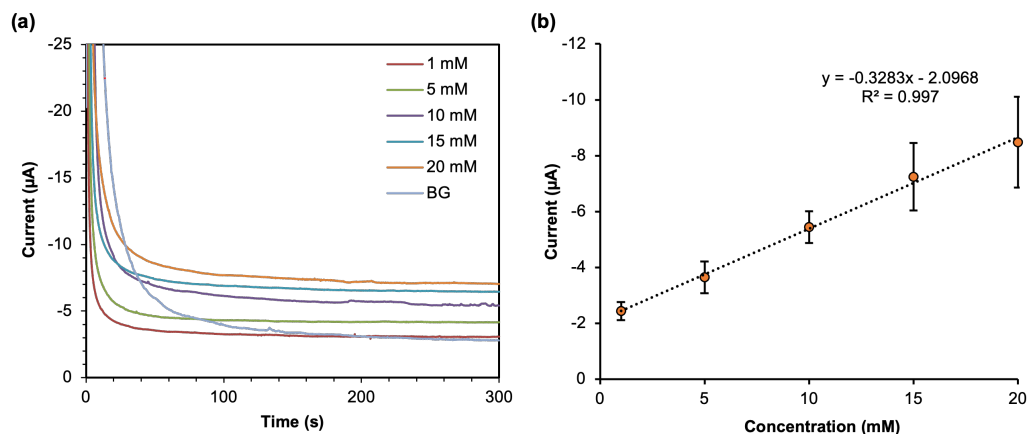 (a)
-25
-20
-15
-10
-5
0
Current (µA)
0
100
200
300
Time (s)
1 mM
5 mM
10 mM
15 mM
20 mM
BG
(b)
-12
-10
-8
-6
-4
-2
-0
Current (µA)
0
5
10
15
20
Concentration (mM)
y = -0.3283x - 2.0968
R² = 0.997